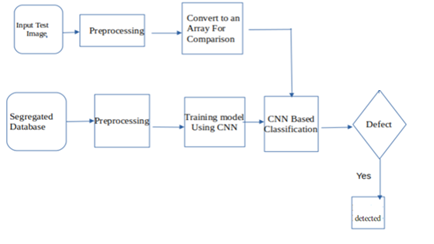 Input Test
Image
Preprocessing
Convert to an
Array For
Comparison
Segregated
Database
Preprocessing
Training model
Using CNN
CNN Based
Classification
Defect
Yes
detected